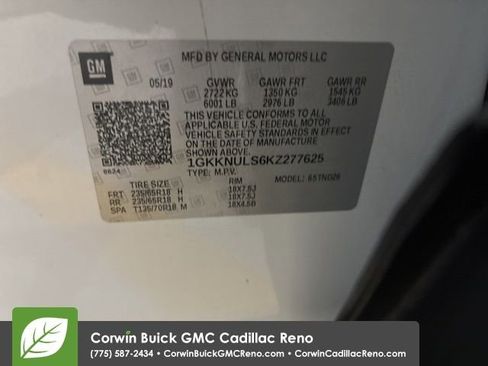 GM
MFD BY GENERAL MOTORS LLC
05/19 GVWR GAWR FRT GAWR RR
2722 KG 1350 KG 1545 KG
6001 LB 2976 LB 3406 LB
THIS VEHICLE CONFORMS TO ALL
APPLICABLE U.S. FEDERAL MOTOR
VEHICLE SAFETY STANDARDS IN EFFECT
ON THE DATE OF MANUFACTURE
SHOWN ABOVE.
1GKKNULS6KZ277625
8624 TYPE: M.P.V. MODEL:
TIRE SIZE RIM
FRT 235/65R18 H 18X7.5J
RR 235/65R18 H 18X7.5J
SPA T135/70R18 M 18X4.5B
Corwin Buick GMC Cadillac Reno
(775) 587-2434 • CorwinBuickGMCReno.com • CorwinCadillacReno.com